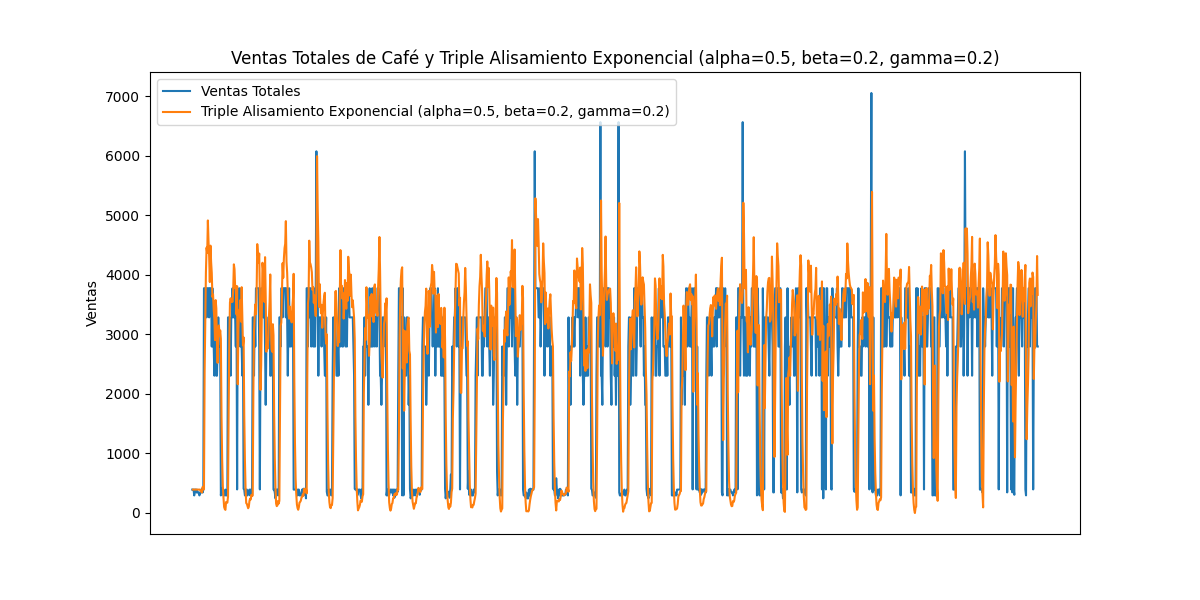 Ventas Totales de Café y Triple Alisamiento Exponencial (alpha=0.5, beta=0.2, gamma=0.2)
Ventas Totales
Triple Alisamiento Exponencial (alpha=0.5, beta=0.2, gamma=0.2)
7000
6000
5000
4000
3000
2000
1000
0
Ventas